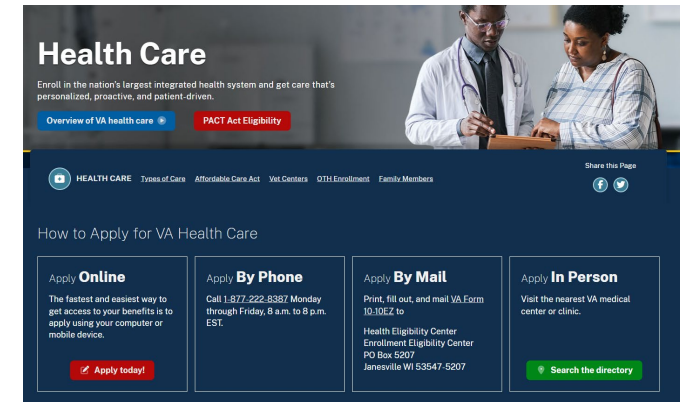 Health Care
Enroll in the nation's largest integrated health system and get care that's
personalized, proactive, and patient-driven.
Overview of VA health care
PACT Act Eligibility
Share this Page
HEALTH CARE Types of Care Affordable Care Act Vet Centers OTH Enrollment Family Members
How to Apply for VA Health Care
Apply Online
The fastest and easiest way to
get access to your benefits is to
apply using your computer or
mobile device.
Apply today!
Apply By Phone
Call 1-877-222-8387 Monday
through Friday, 8 a.m. to 8 p.m.
EST.
Apply By Mail
Print, fill out, and mail VA Form
10-10EZ to
Health Eligibility Center
Enrollment Eligibility Center
PO Box 5207
Janesville WI 53547-5207
Apply In Person
Visit the nearest VA medical
center or clinic.
Search the directory